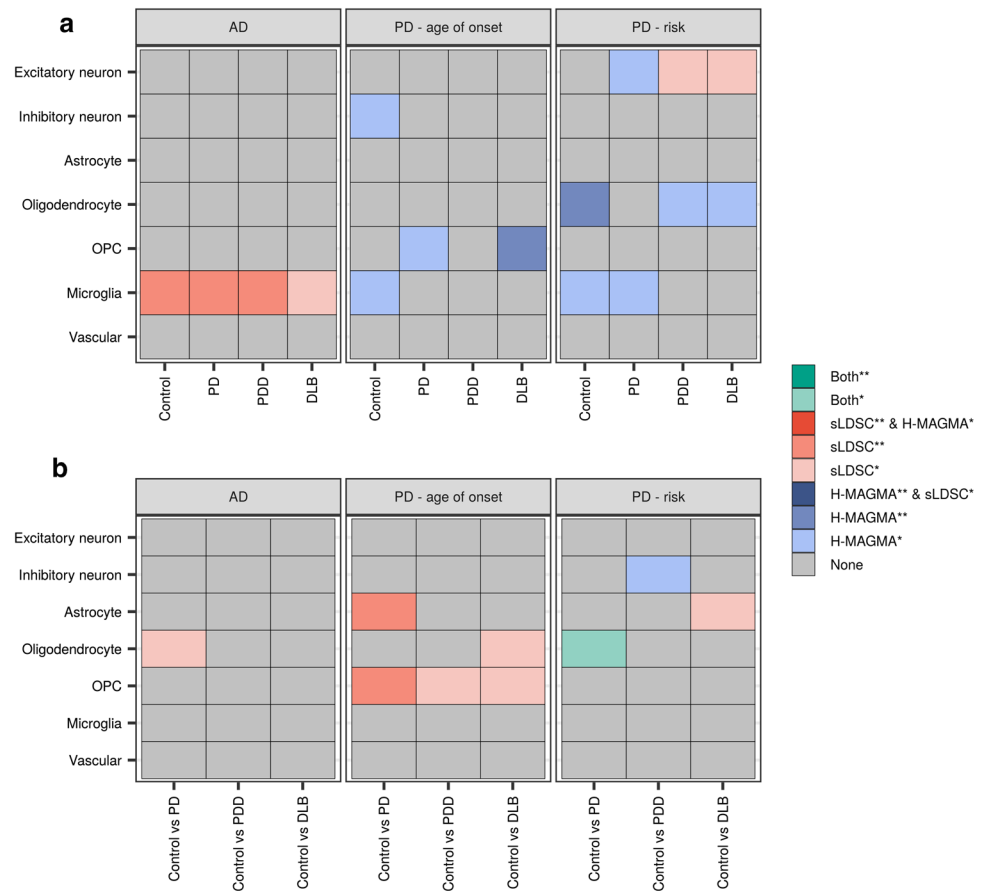 a
AD
PD - age of onset
PD - risk
Excitatory neuron
Inhibitory neuron
Astrocyte
Oligodendrocyte
OPC
Microglia
Vascular
Control
PD
PDD
DLB
Control
PD
PDD
DLB
Control
PD
PDD
DLB
Both**
Both*
sLDSC** & H-MAGMA*
sLDSC**
sLDSC*
H-MAGMA** & sLDSC*
H-MAGMA**
H-MAGMA*
None
b
AD
PD - age of onset
PD - risk
Excitatory neuron
Inhibitory neuron
Astrocyte
Oligodendrocyte
OPC
Microglia
Vascular
Control vs PD
Control vs PDD
Control vs DLB
Control vs PD
Control vs PDD
Control vs DLB
Control vs PD
Control vs PDD
Control vs DLB